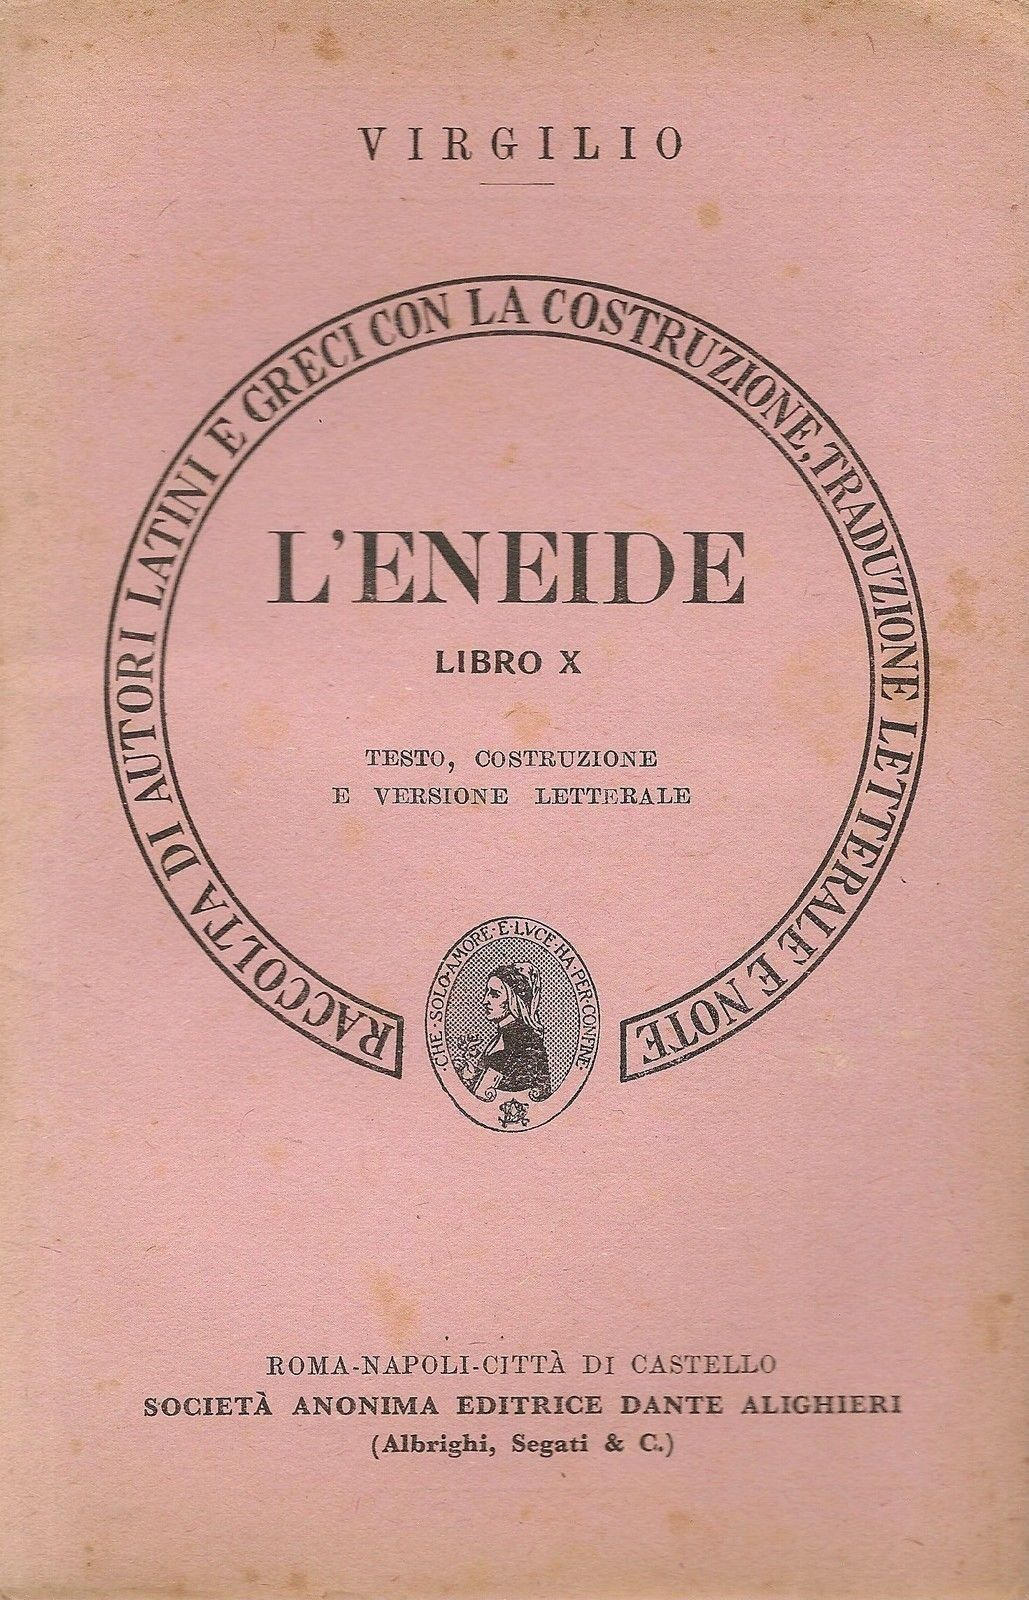 VIRGILIO
RACCOLTA DI AUTORI LATINI E GRECI CON LA COSTRUZIONE, TRADUZIONE LETTERALE E NOTE
L'ENEIDE
LIBRO X
TESTO, COSTRUZIONE
E VERSIONE LETTERALE
·CHE·SOLO·AMORE·E·LVCE·HA·PER·CONFINE·
ROMA-NAPOLI-CITTÀ DI CASTELLO
SOCIETÀ ANONIMA EDITRICE DANTE ALIGHIERI
(Albrighi, Segati & C.)